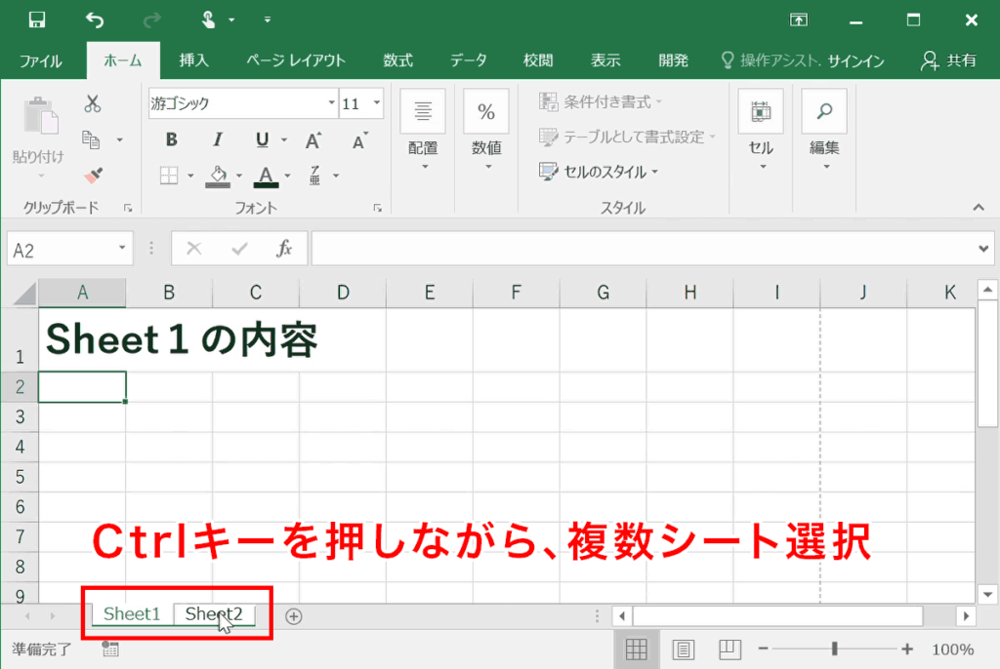 ファイル ホーム 挿入 ページ レイアウト 数式 データ 校閲 表示 開発 操作アシスト. サインイン 共有
游ゴシック 11
条件付き書式
テーブルとして書式設定
セルのスタイル
貼り付け
B I U A A
A 亜
%
配置 数値 セル 編集
クリップボード フォント スタイル
A2 fx
A B C D E F G H I J K
1 Sheet1の内容
2
3
4
5
6
7
8
9
Ctrlキーを押しながら、複数シート選択
Sheet1 Sheet2
準備完了 100%